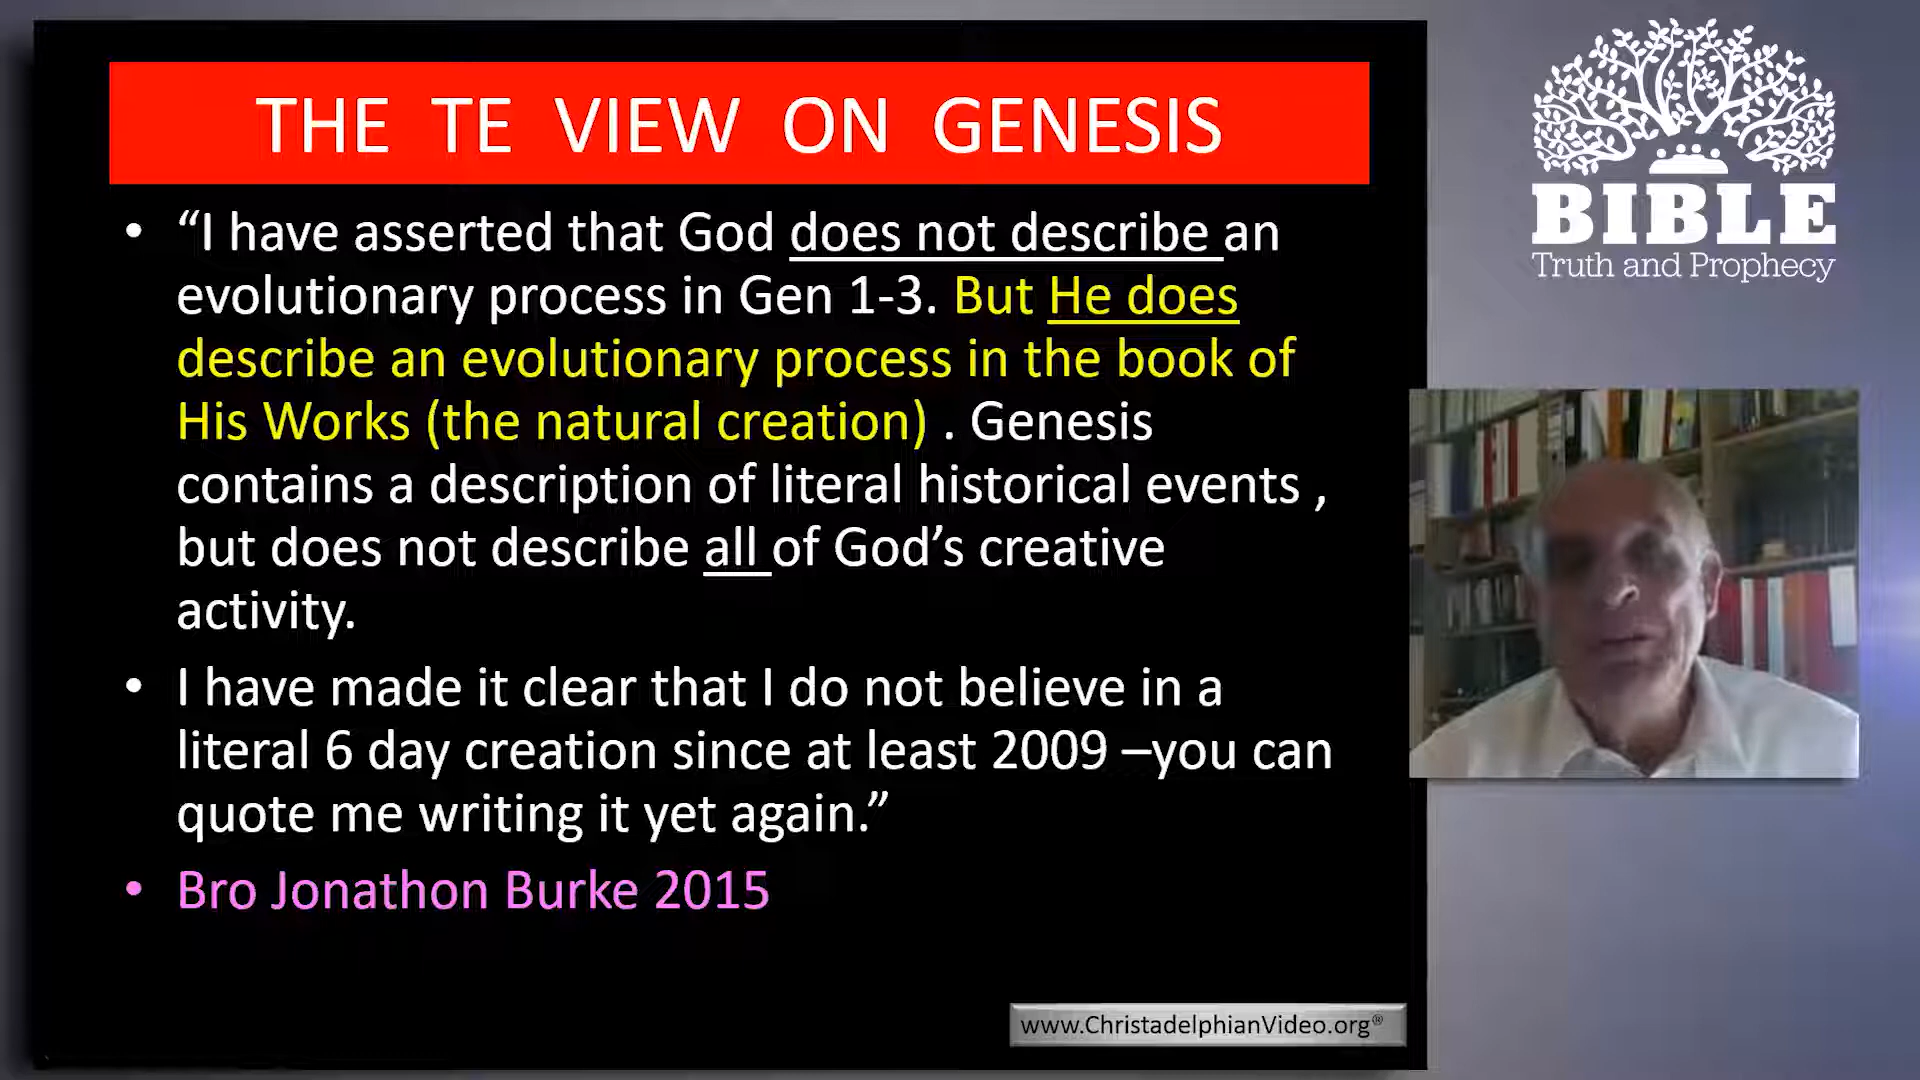 THE TE VIEW ON GENESIS
• “I have asserted that God does not describe an
evolutionary process in Gen 1-3. But He does
describe an evolutionary process in the book of
His Works (the natural creation) . Genesis
contains a description of literal historical events ,
but does not describe all of God’s creative
activity.
• I have made it clear that I do not believe in a
literal 6 day creation since at least 2009 –you can
quote me writing it yet again.”
• Bro Jonathon Burke 2015
www.ChristadelphianVideo.org®
BIBLE
Truth and Prophecy